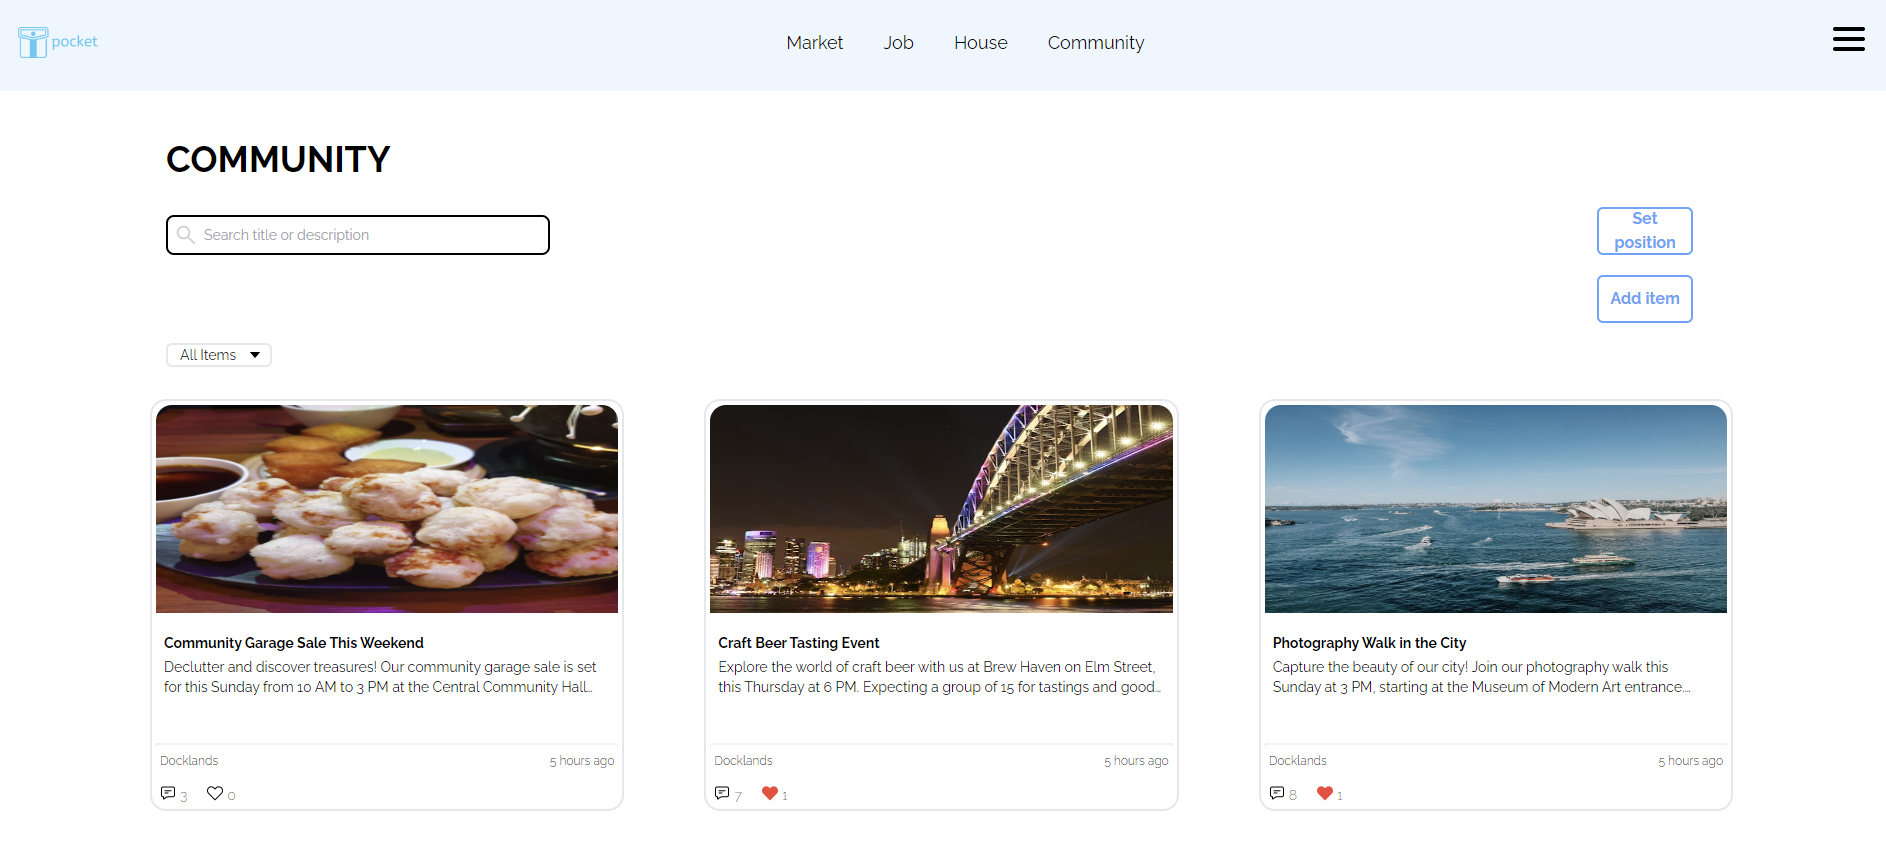 pocket
Market Job House Community
COMMUNITY
Search title or description
Set
position
Add item
All Items
Community Garage Sale This Weekend
Declutter and discover treasures! Our community garage sale is set
for this Sunday from 10 AM to 3 PM at the Central Community Hall...
Docklands 5 hours ago
3 0
Craft Beer Tasting Event
Explore the world of craft beer with us at Brew Haven on Elm Street,
this Thursday at 6 PM. Expecting a group of 15 for tastings and good...
Docklands 5 hours ago
7 1
Photography Walk in the City
Capture the beauty of our city! Join our photography walk this
Sunday at 3 PM, starting at the Museum of Modern Art entrance....
Docklands 5 hours ago
8 1